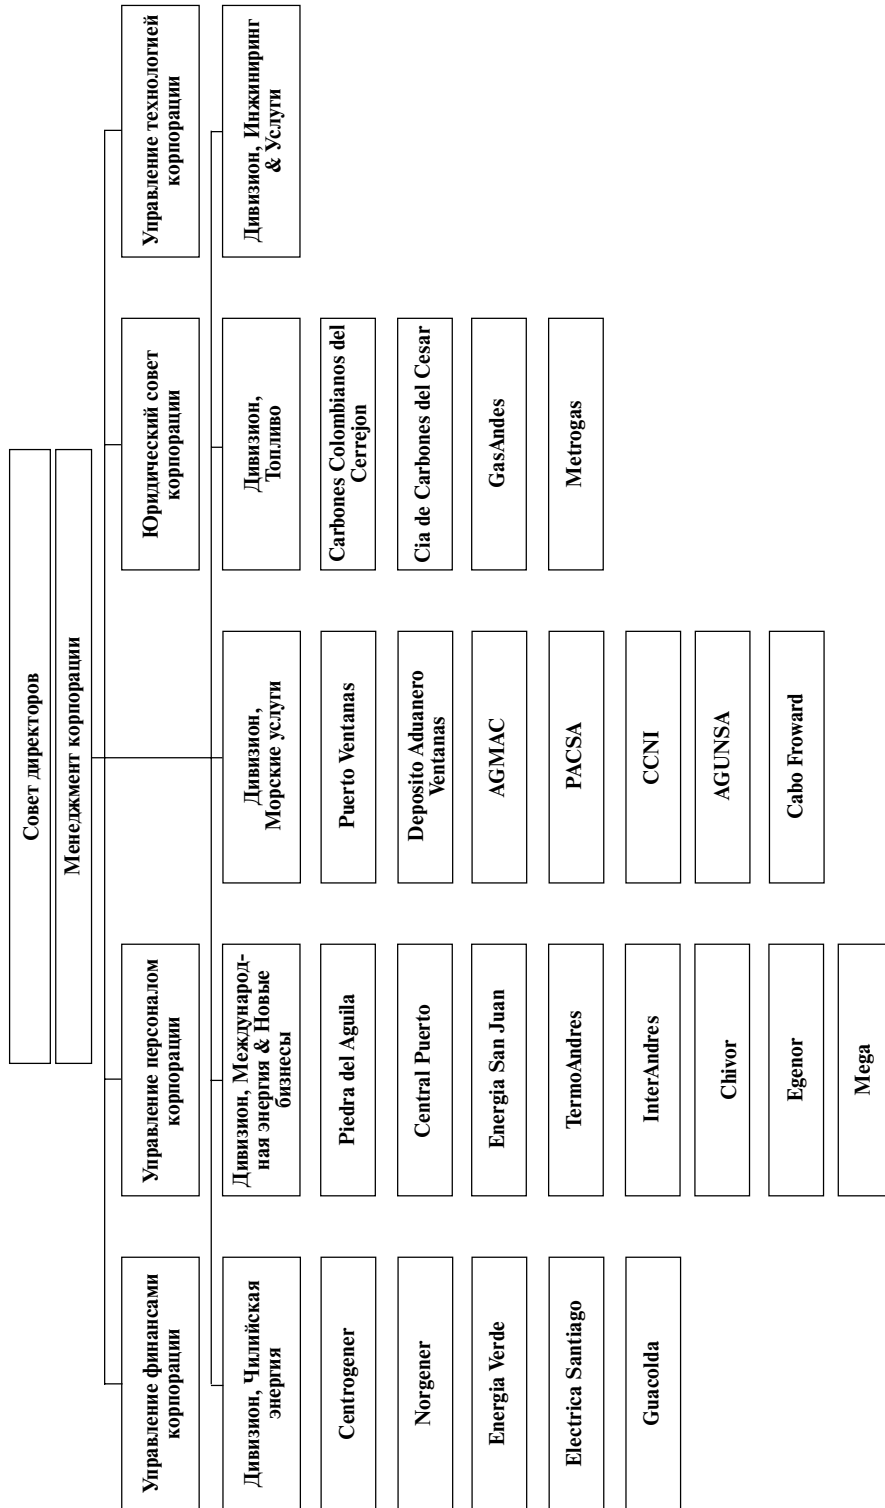 Совет директоров
Менеджмент корпорации
Управление финансами
корпорации
Управление персоналом
корпорации
Юридический совет
корпорации
Управление технологией
корпорации
Дивизион, Чилийская
энергия
Дивизион, Международ-
ная энергия & Новые
бизнесы
Дивизион,
Морские услуги
Дивизион,
Топливо
Дивизион, Инжиниринг
& Услуги
Centrogener
Norgener
Energia Verde
Electrica Santiago
Guacolda
Piedra del Aguila
Central Puerto
Energia San Juan
TermoAndres
InterAndres
Chivor
Egenor
Mega
Puerto Ventanas
Deposito Aduanero
Ventanas
AGMAC
PACSA
CCNI
AGUNSA
Cabo Froward
Carbones Colombianos del
Cerrejon
Cia de Carbones del Cesar
GasAndes
Metrogas